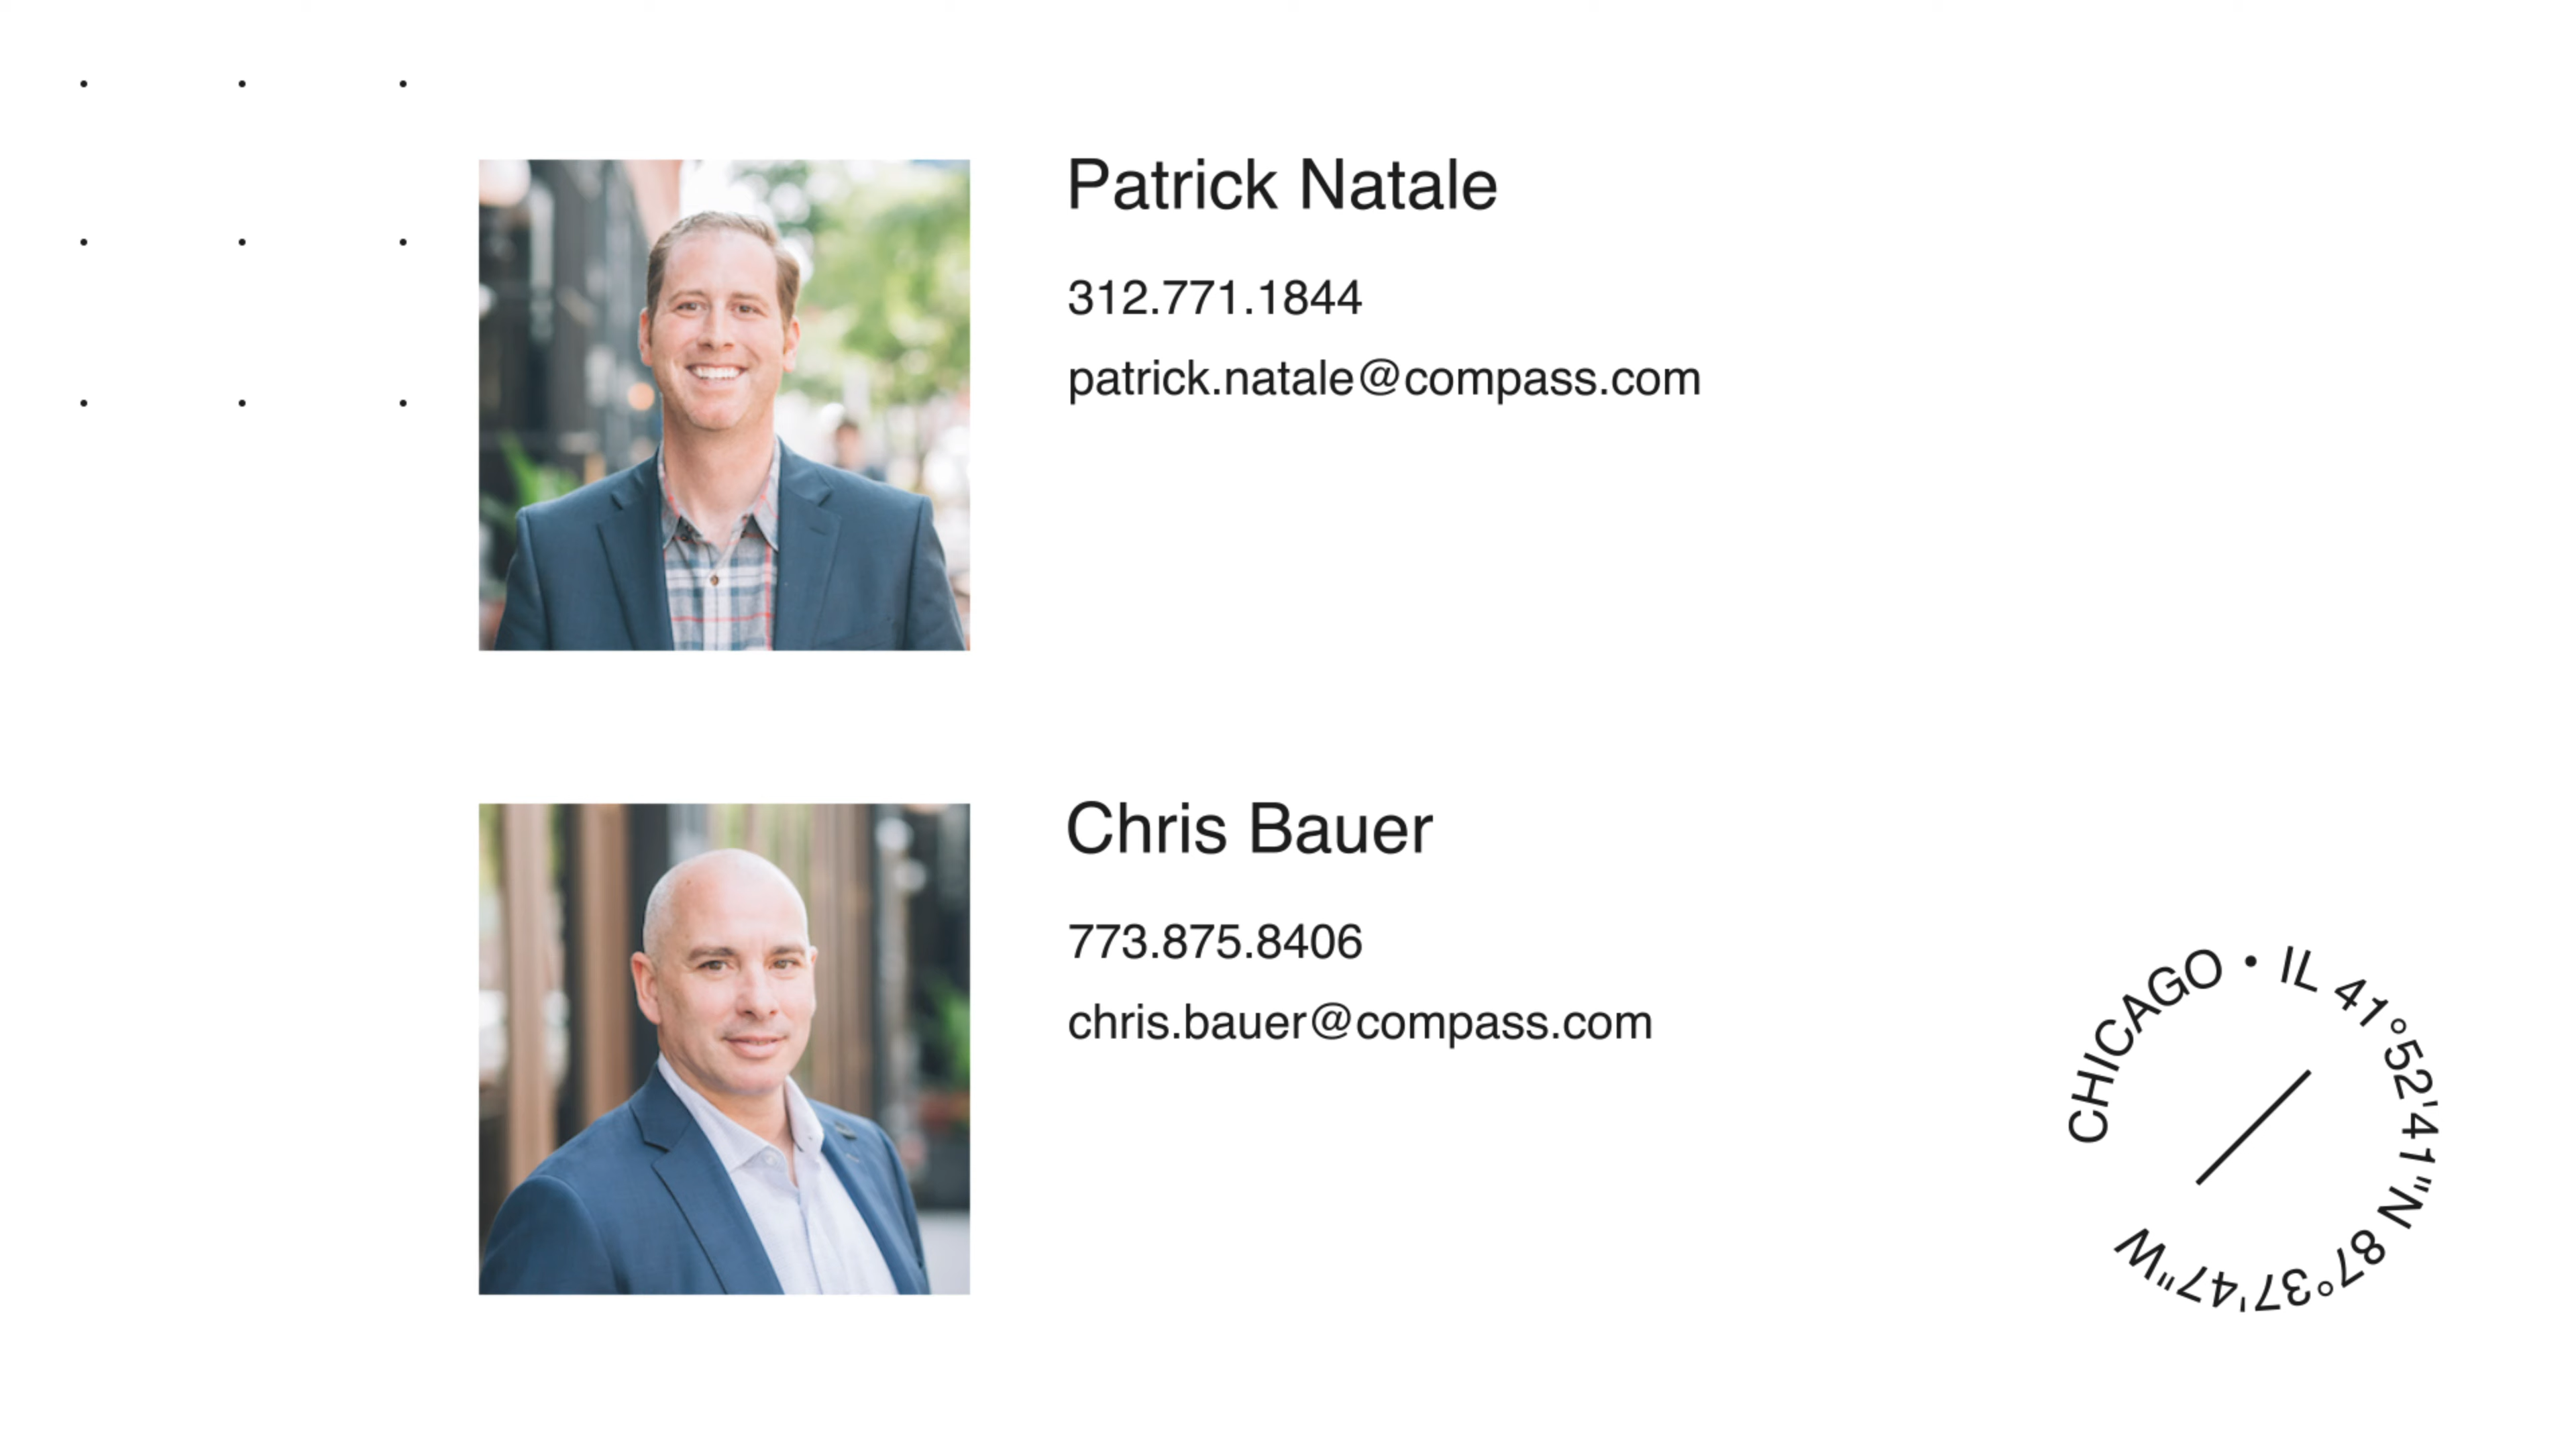 Patrick Natale
312.771.1844
patrick.natale@compass.com
Chris Bauer
773.875.8406
chris.bauer@compass.com
CHICAGO • IL 41°52'41"N 87°37'47"W